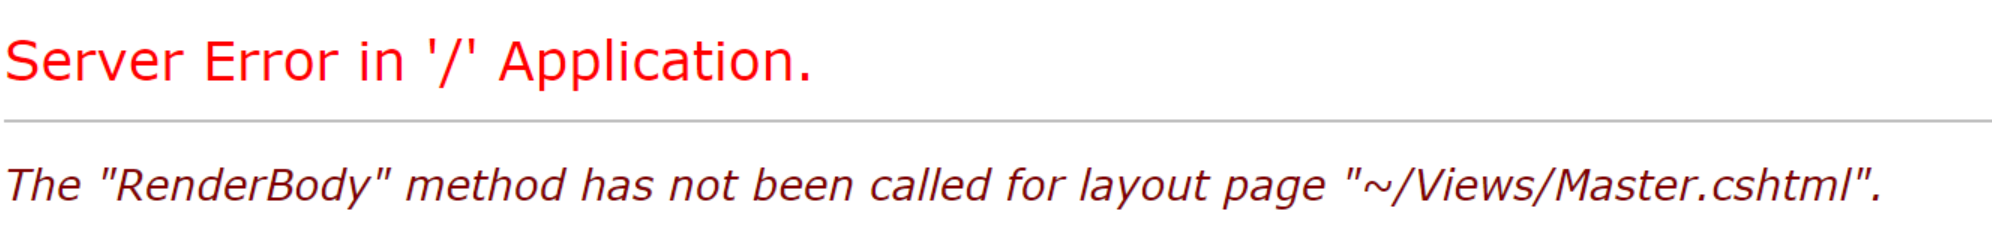 Server Error in '/' Application.
The "RenderBody" method has not been called for layout page "~/Views/Master.cshtml".